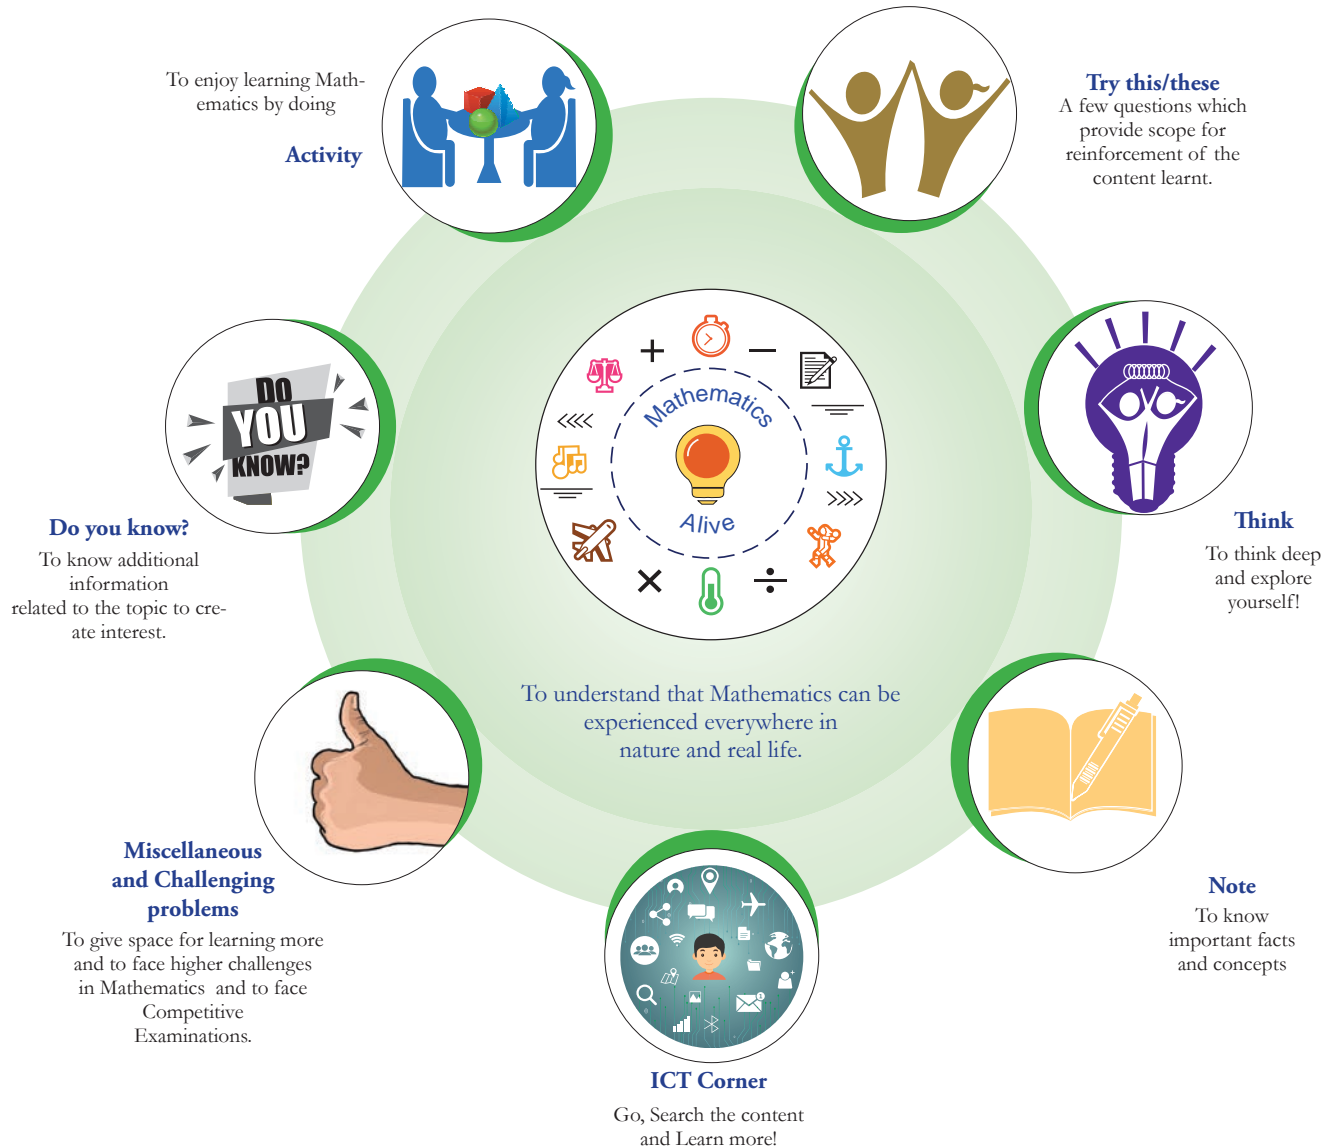 To enjoy learning Math-
ematics by doing
Activity
Try this/these
A few questions which
provide scope for
reinforcement of the
content learnt.
DO
YOU
KNOW?
Do you know?
To know additional
information
related to the topic to cre-
ate interest.
Mathematics
Alive
Think
To think deep
and explore
yourself!
To understand that Mathematics can be
experienced everywhere in
nature and real life.
Miscellaneous
and Challenging
problems
To give space for learning more
and to face higher challenges
in Mathematics and to face
Competitive
Examinations.
Note
To know
important facts
and concepts
ICT Corner
Go, Search the content
and Learn more!